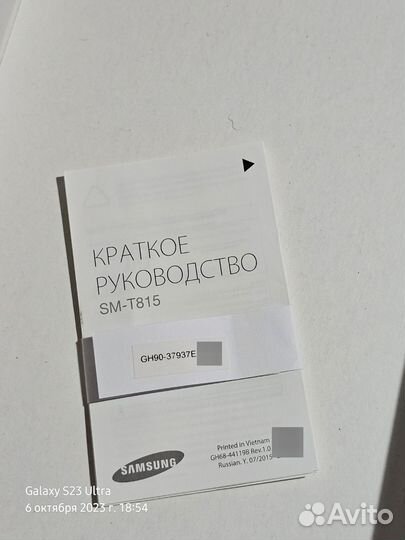 КРАТКОЕ
РУКОВОДСТВО
SM-T815
GH90-37937E
Printed in Vietnam
GH68-44119B Rev.1.0
Russian. Y. 07/2015
SAMSUNG
Galaxy S23 Ultra
6 октября 2023 г. 18:54
Avito